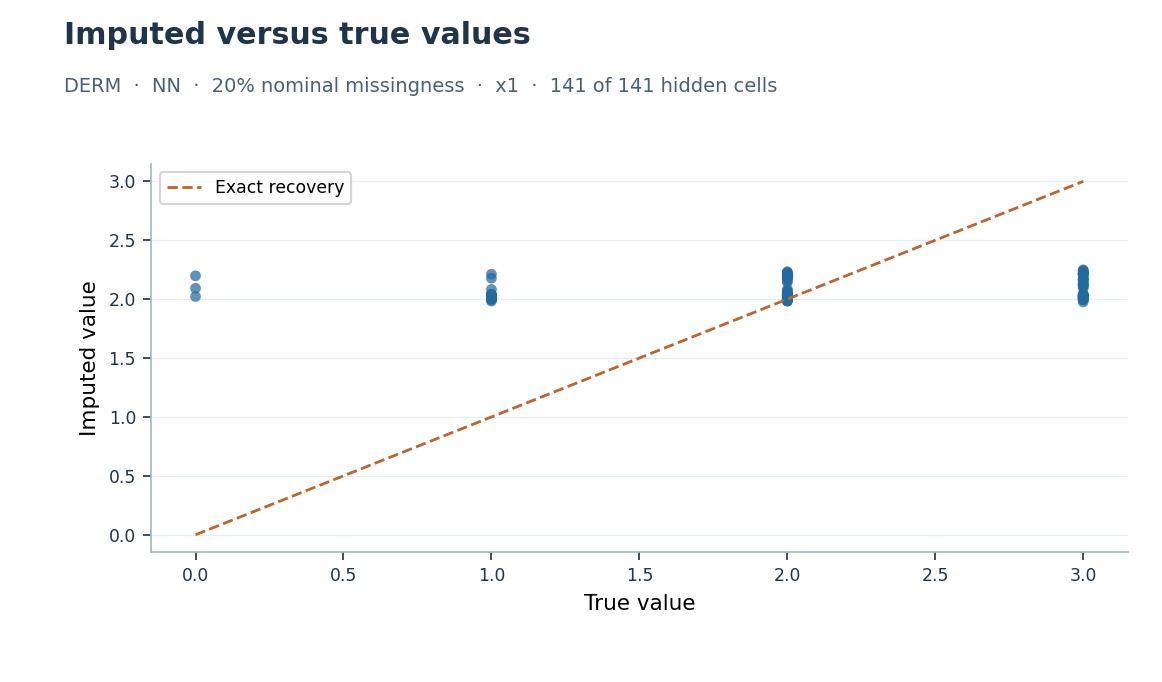 Imputed versus true values
DERM · NN · 20% nominal missingness · x1 · 141 of 141 hidden cells
Exact recovery
3.0
2.5
2.0
1.5
1.0
0.5
0.0
Imputed value
0.0 0.5 1.0 1.5 2.0 2.5 3.0
True value